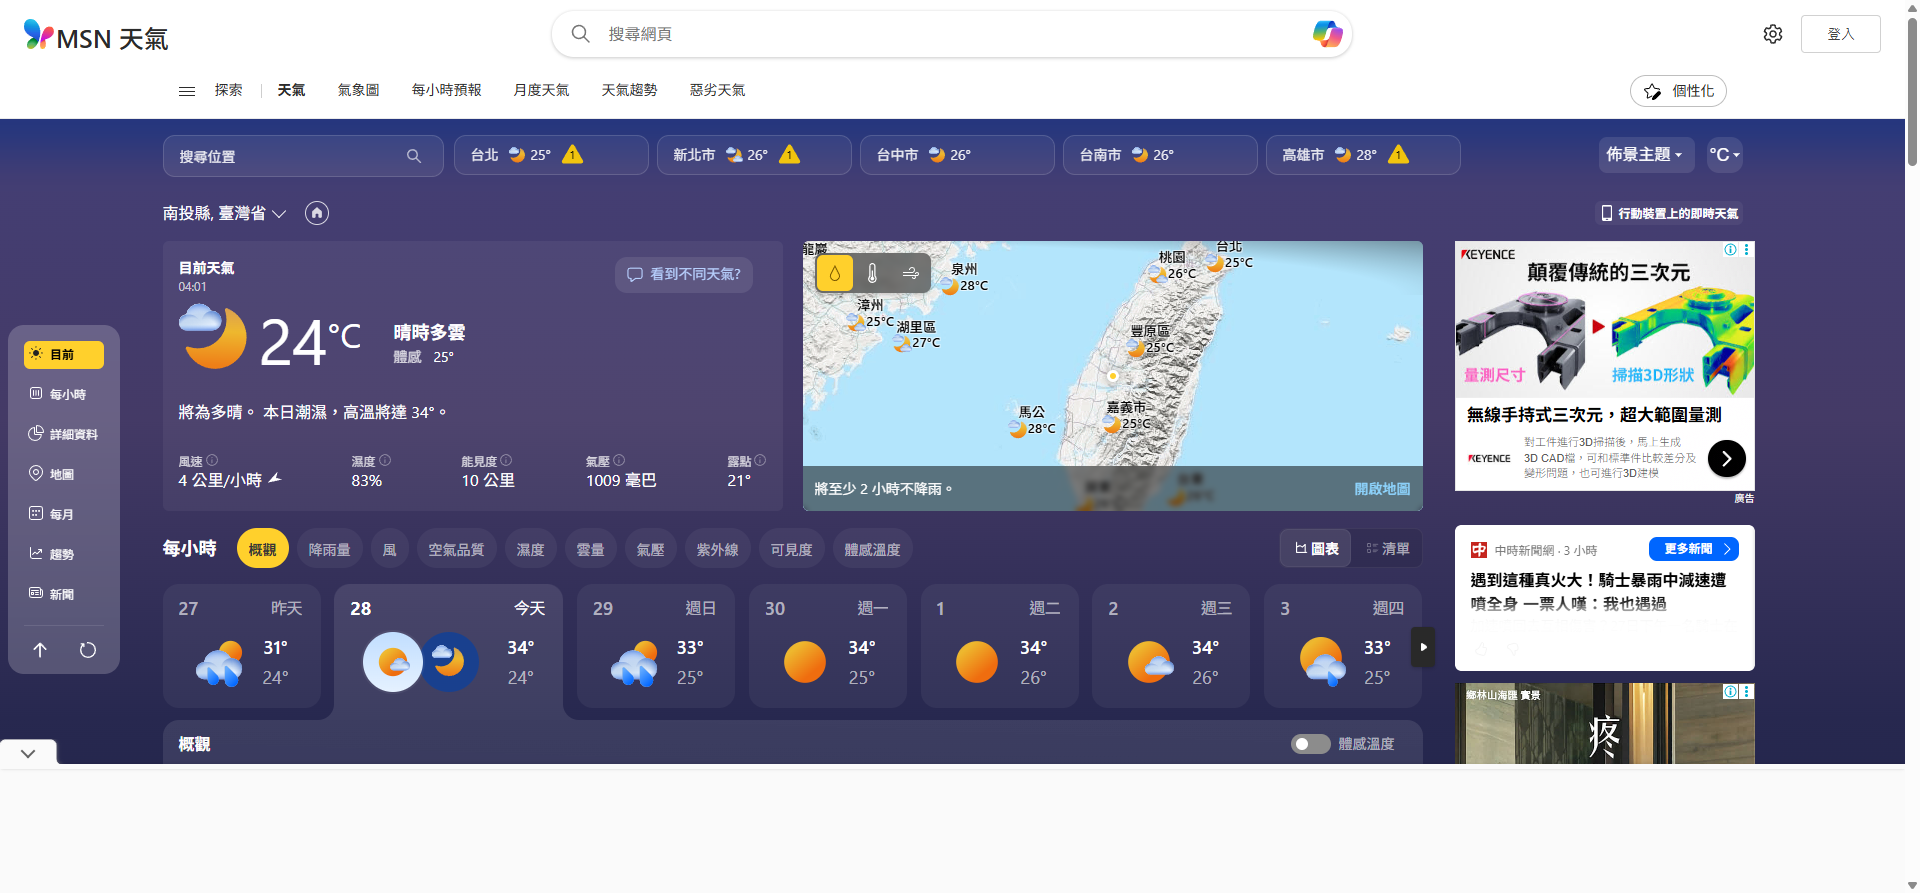 MSN 天氣
搜尋網頁
登入
探索
天氣
氣象圖
每小時預報
月度天氣
天氣趨勢
惡劣天氣
個性化
搜尋位置
台北 25° 1
新北市 26° 1
台中市 26°
台南市 26°
高雄市 28° 1
佈景主題
°C
南投縣, 臺灣省
行動裝置上的即時天氣
目前天氣
04:01
看到不同天氣?
24°C
晴時多雲
體感 25°
將為多晴。 本日潮濕，高溫將達 34°。
風速
4 公里/小時
濕度
83%
能見度
10 公里
氣壓
1009 毫巴
露點
21°
龍巖
泉州
28°C
漳州
25°C
湖里區
27°C
桃園
26°C
台北
25°C
豐原區
25°C
馬公
28°C
嘉義市
25°C
將至少 2 小時不降雨。
開啟地圖
KEYENCE
顛覆傳統的三次元
量測尺寸
掃描3D形狀
無線手持式三次元，超大範圍量測
KEYENCE
對工件進行3D掃描後，馬上生成
3D CAD檔，可和標準件比較差分及
變形問題，也可進行3D建模
廣告
目前
每小時
詳細資料
地圖
每月
趨勢
新聞
每小時
概觀
降雨量
風
空氣品質
濕度
雲量
氣壓
紫外線
可見度
體感溫度
圖表
清單
27 昨天
31°
24°
28 今天
34°
24°
29 週日
33°
25°
30 週一
34°
25°
1 週二
34°
26°
2 週三
34°
26°
3 週四
33°
25°
概觀
體感溫度
中時新聞網 · 3 小時
更多新聞
遇到這種真火大！騎士暴雨中減速遭
噴全身 一票人嘆：我也遇過
鄉林山海匯 實景
疼